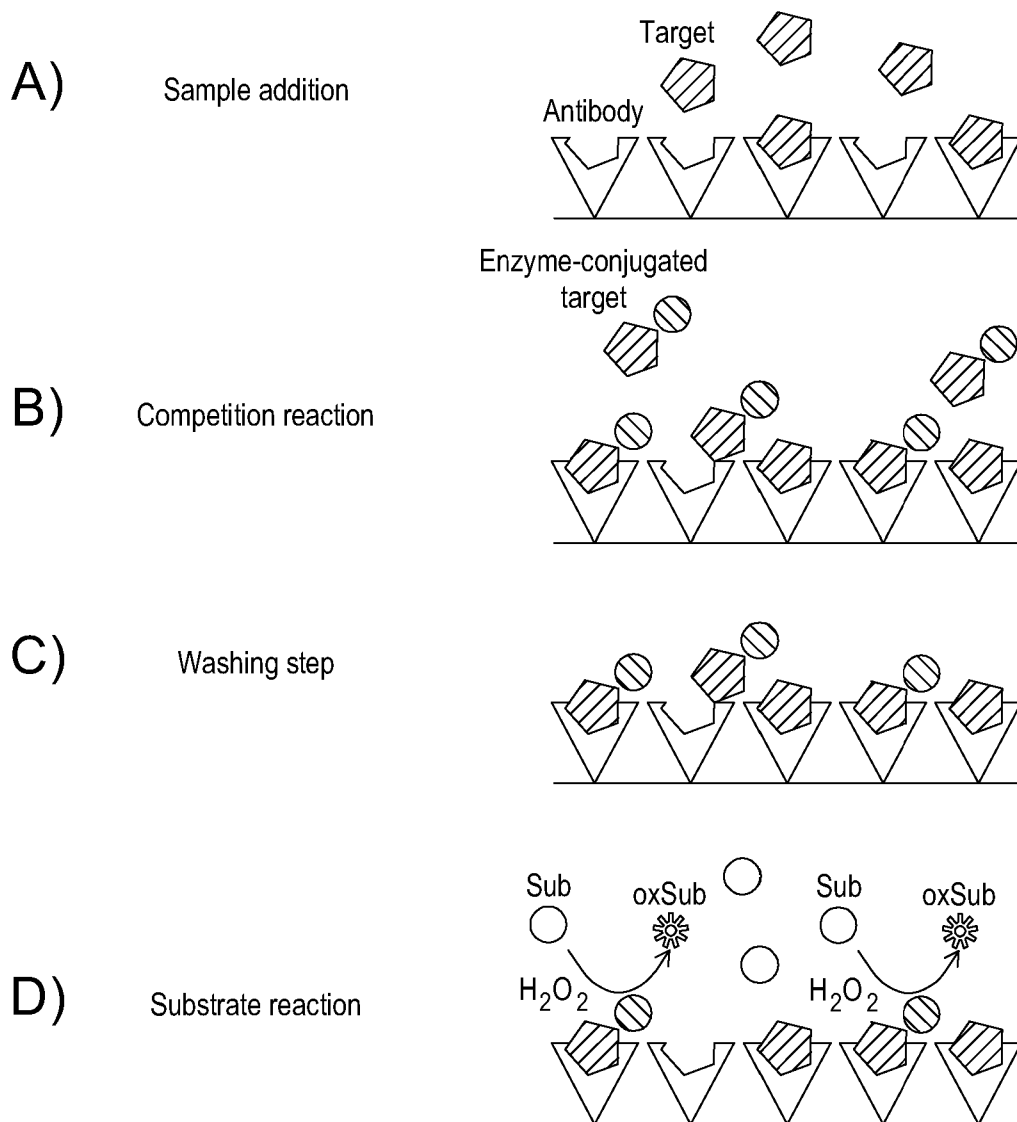 A)
Sample addition
Target
Antibody
B)
Competition reaction
Enzyme-conjugated
target
C)
Washing step
D)
Substrate reaction
Sub
oxSub
Sub
oxSub
H₂O₂
H₂O₂